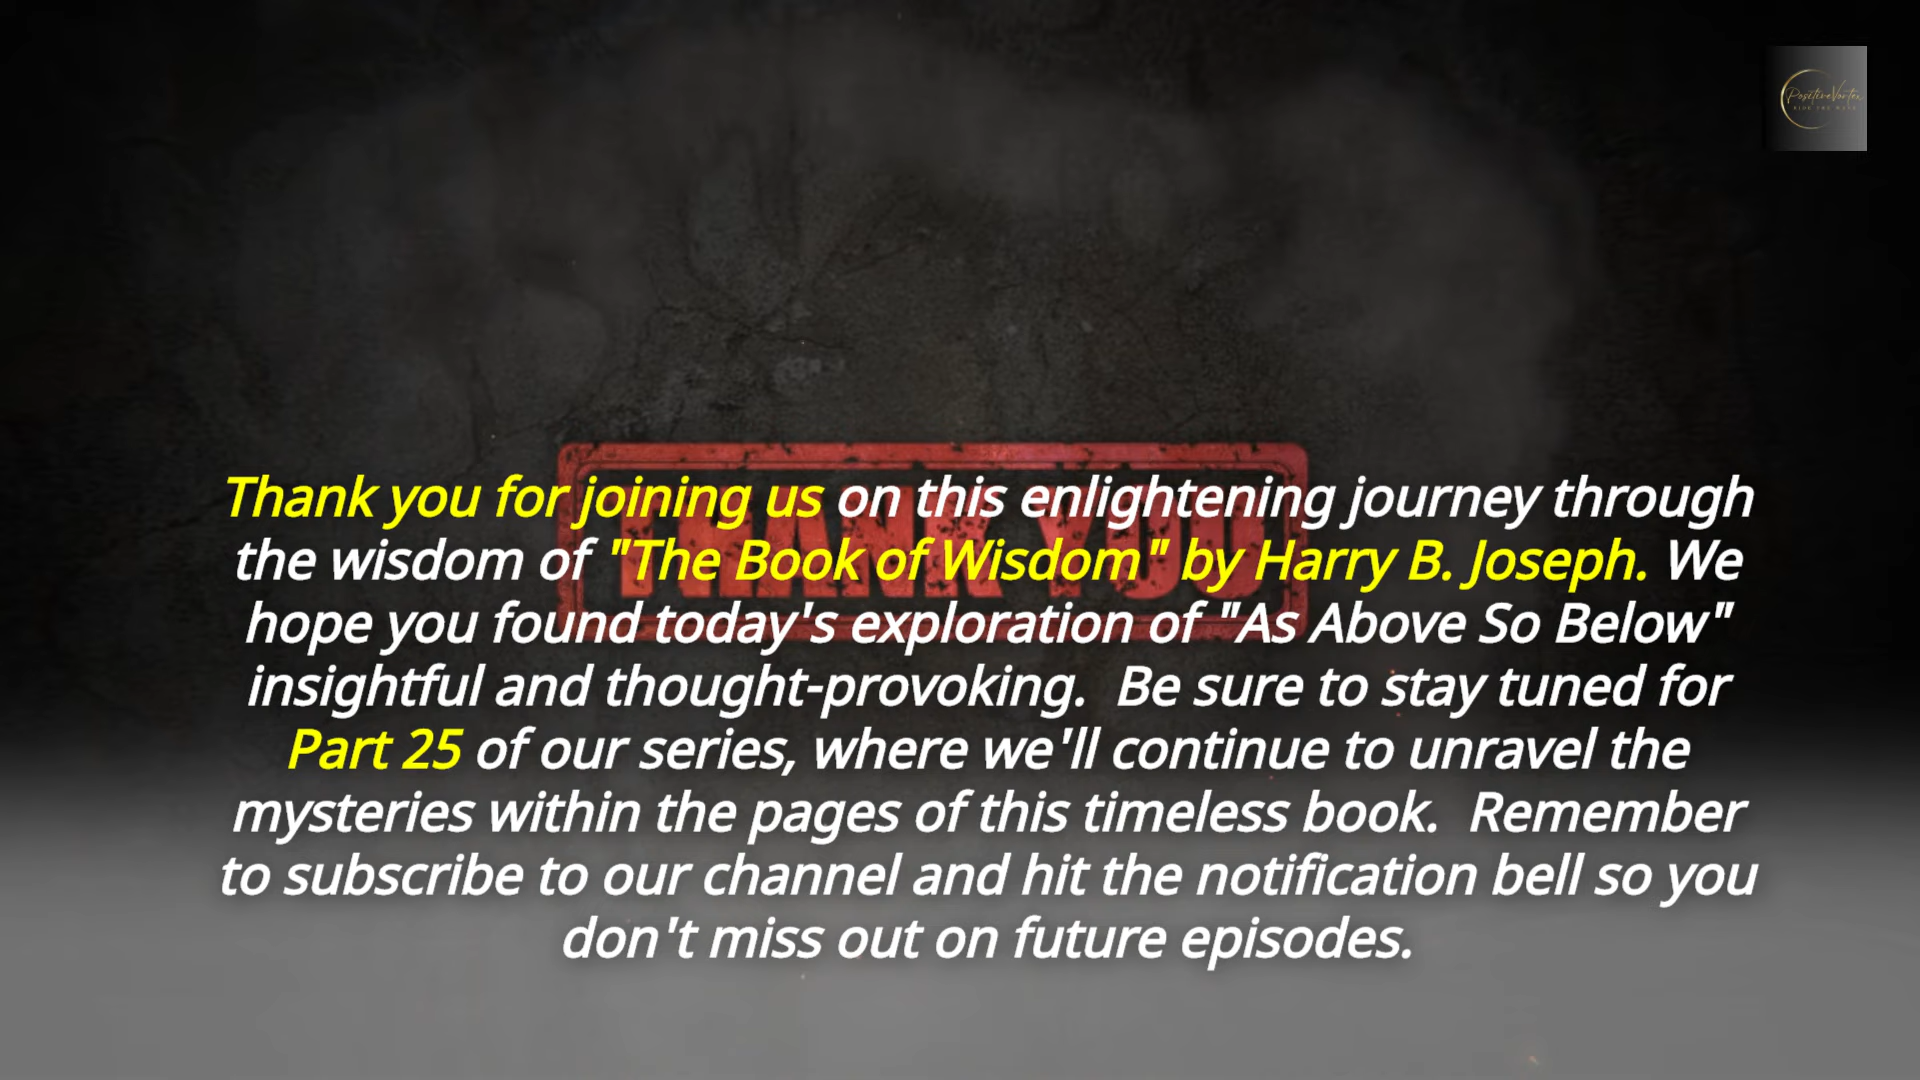 PositiveVortex
THANK YOU
Thank you for joining us on this enlightening journey through
the wisdom of "The Book of Wisdom" by Harry B. Joseph. We
hope you found today's exploration of "As Above So Below"
insightful and thought-provoking. Be sure to stay tuned for
Part 25 of our series, where we'll continue to unravel the
mysteries within the pages of this timeless book. Remember
to subscribe to our channel and hit the notification bell so you
don't miss out on future episodes.